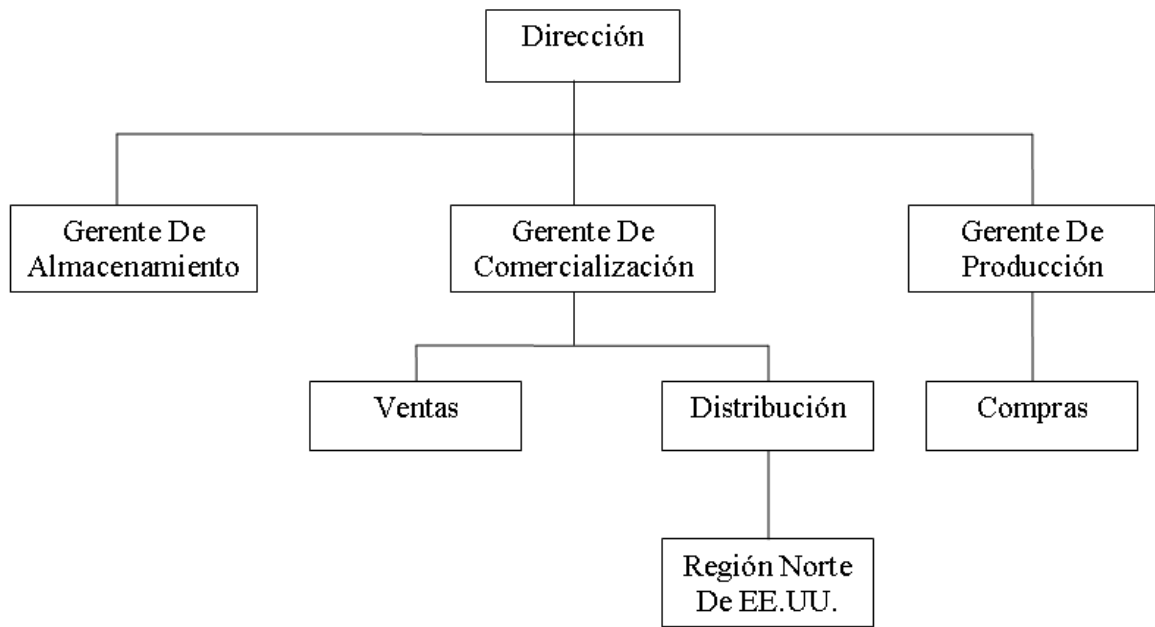 Dirección
Gerente De
Almacenamiento
Gerente De
Comercialización
Gerente De
Producción
Ventas
Distribución
Compras
Región Norte
De EE.UU.